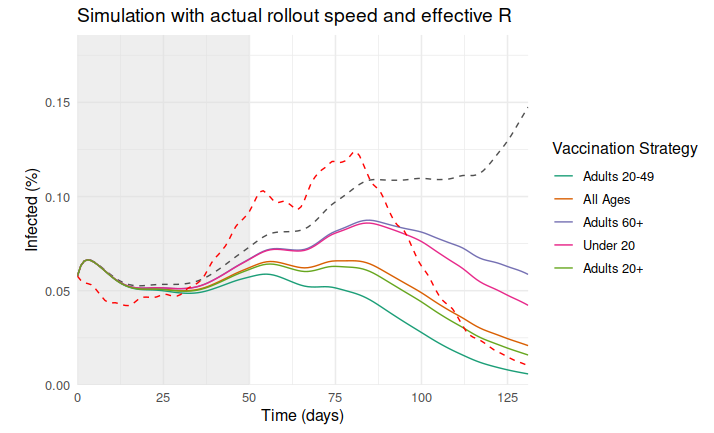 Simulation with actual rollout speed and effective R
0.15
0.10
0.05
0.00
Infected (%)
0
25
50
75
100
125
Time (days)
Vaccination Strategy
Adults 20-49
All Ages
Adults 60+
Under 20
Adults 20+